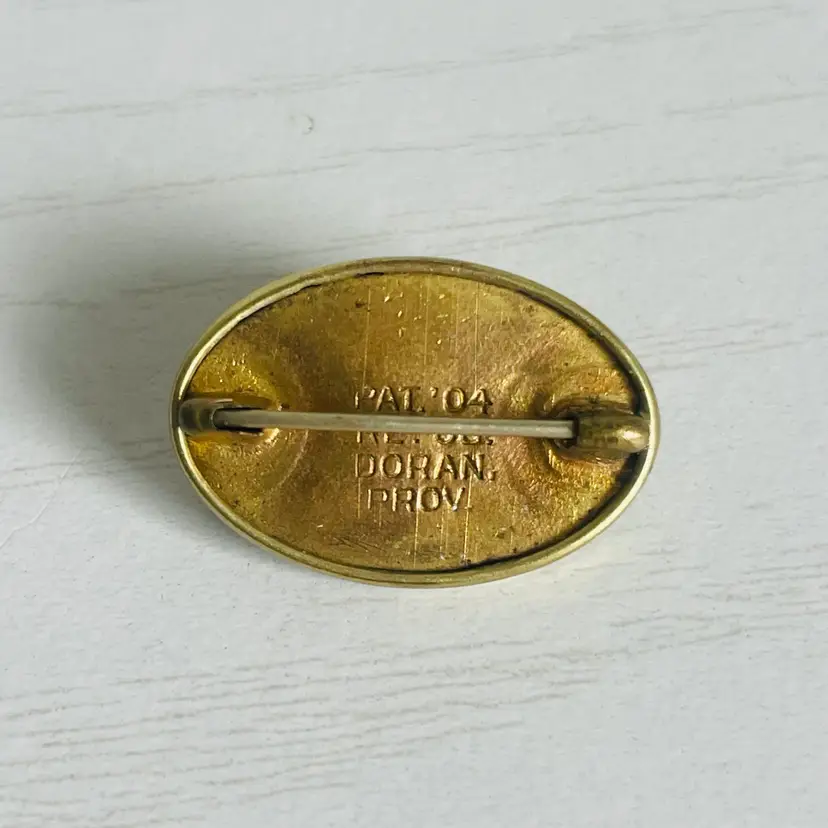 PAT. '04
DORAN.
PROV.